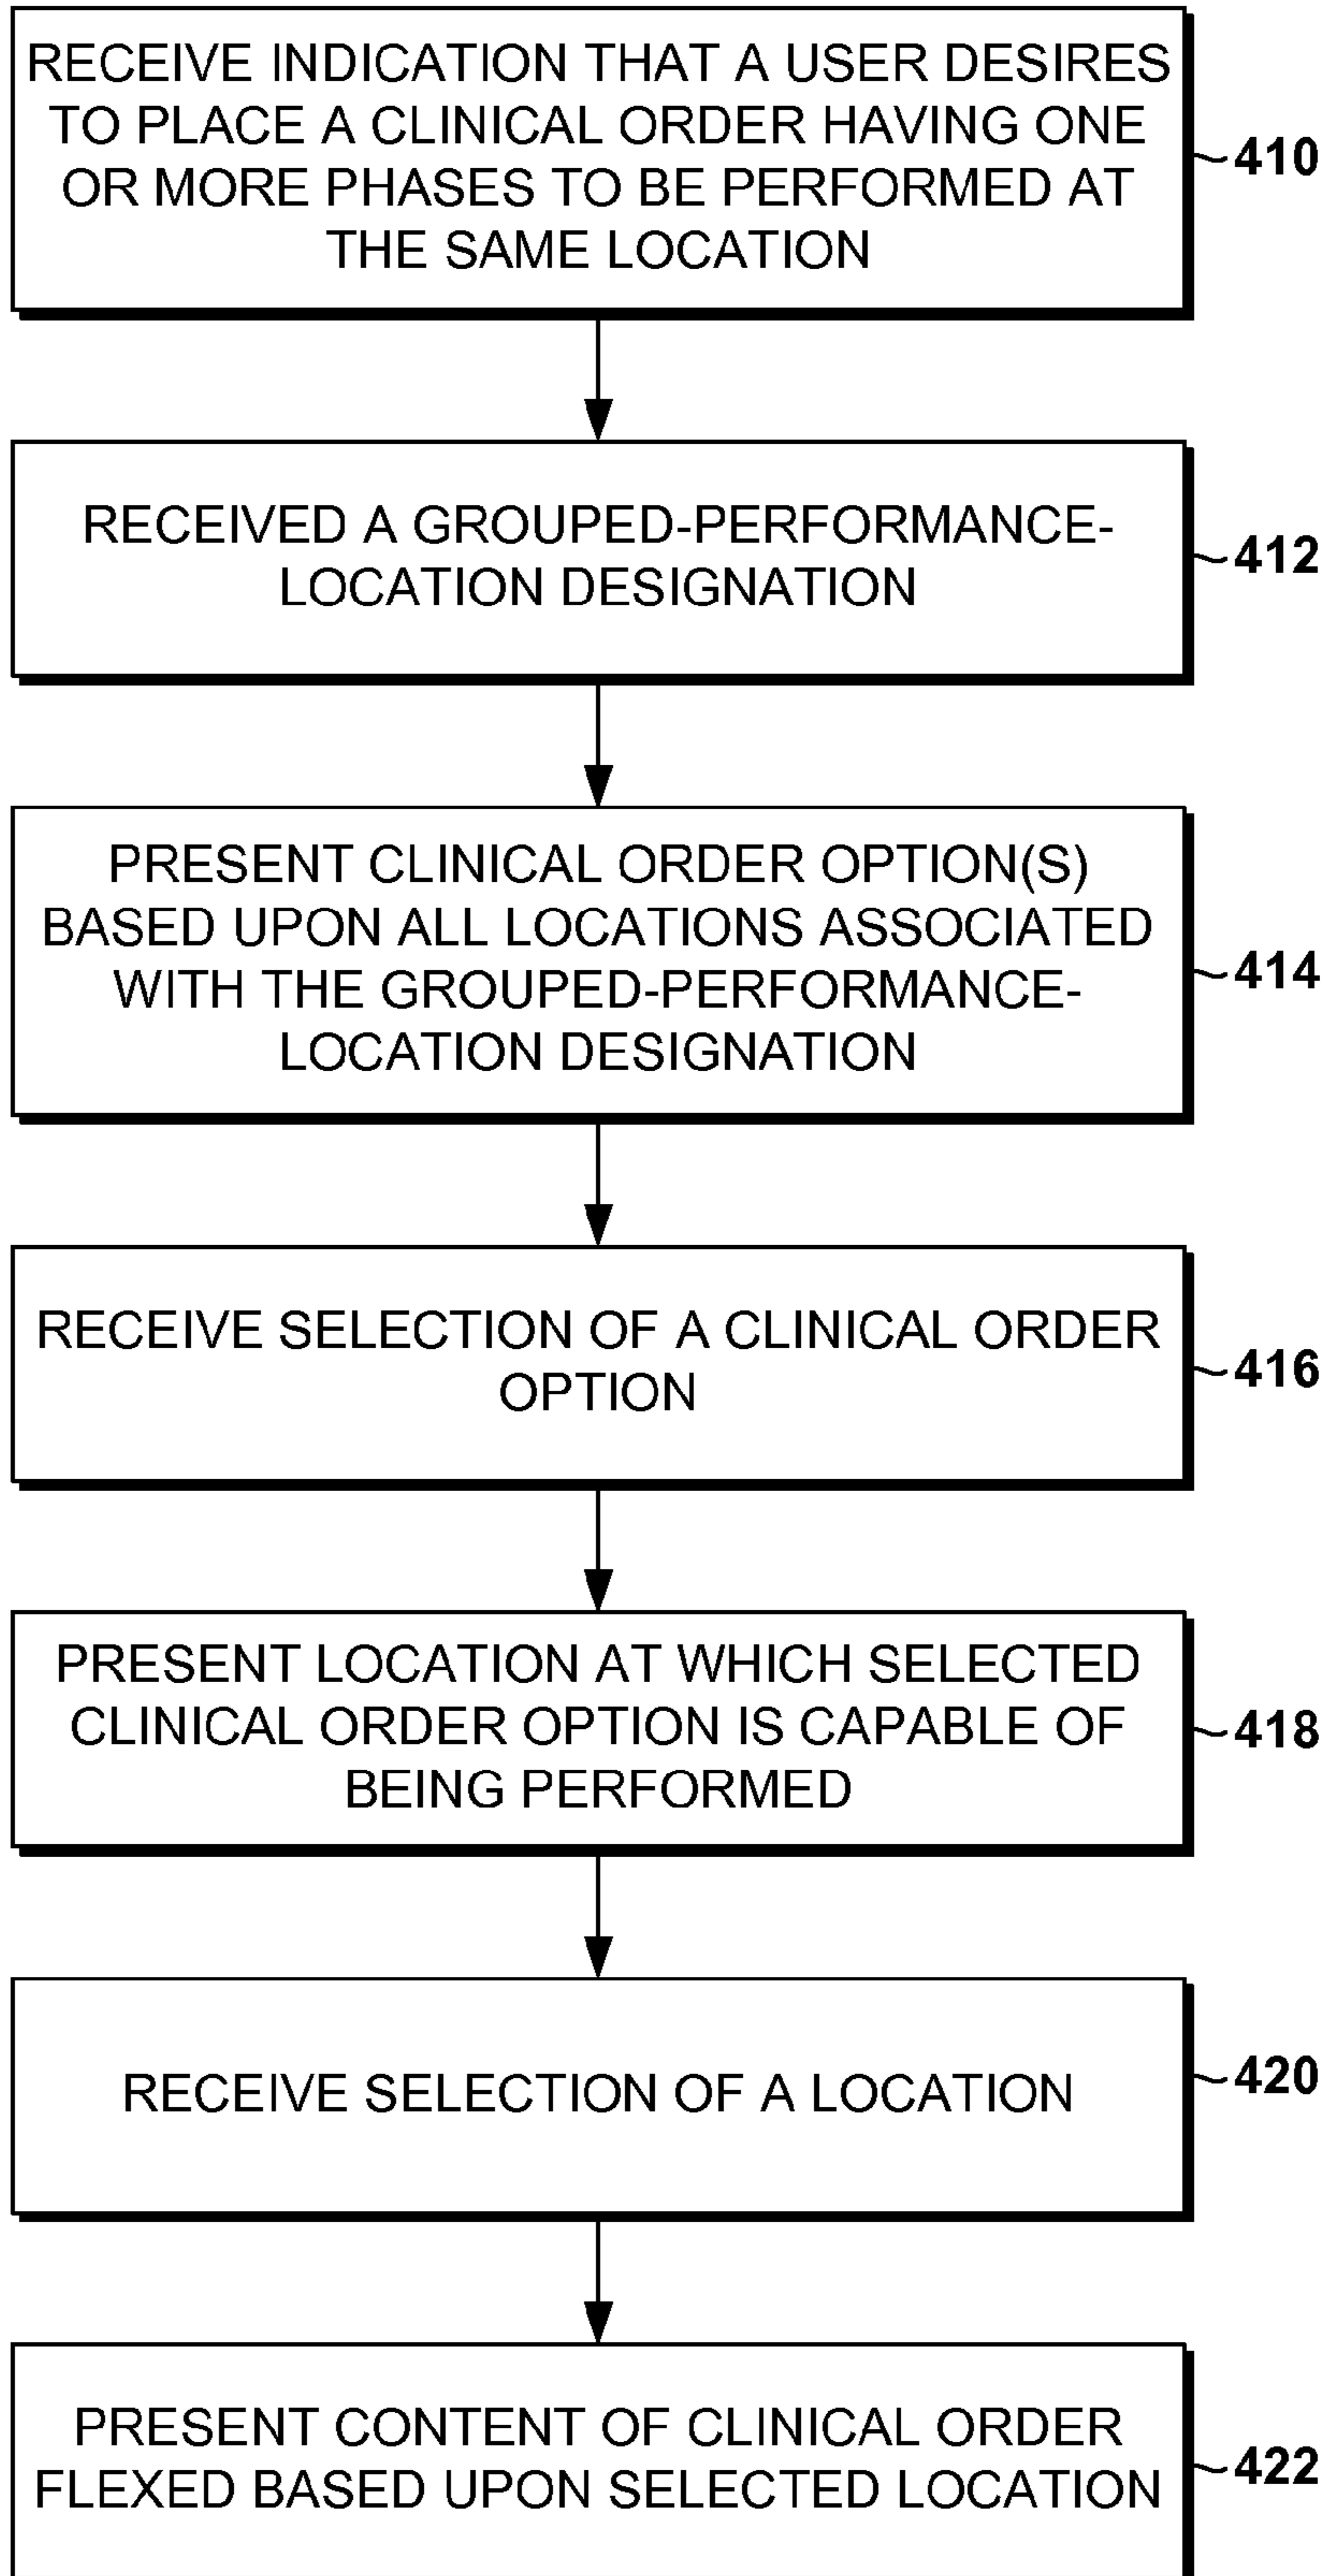 RECEIVE INDICATION THAT A USER DESIRES
TO PLACE A CLINICAL ORDER HAVING ONE
OR MORE PHASES TO BE PERFORMED AT
THE SAME LOCATION
410
RECEIVED A GROUPED-PERFORMANCE-
LOCATION DESIGNATION
412
PRESENT CLINICAL ORDER OPTION(S)
BASED UPON ALL LOCATIONS ASSOCIATED
WITH THE GROUPED-PERFORMANCE-
LOCATION DESIGNATION
414
RECEIVE SELECTION OF A CLINICAL ORDER
OPTION
416
PRESENT LOCATION AT WHICH SELECTED
CLINICAL ORDER OPTION IS CAPABLE OF
BEING PERFORMED
418
RECEIVE SELECTION OF A LOCATION
420
PRESENT CONTENT OF CLINICAL ORDER
FLEXED BASED UPON SELECTED LOCATION
422